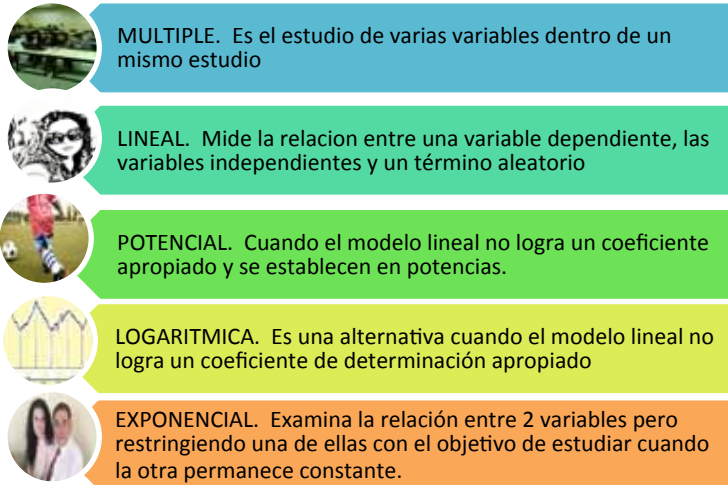 MULTIPLE. Es el estudio de varias variables dentro de un
mismo estudio
LINEAL. Mide la relacion entre una variable dependiente, las
variables independientes y un término aleatorio
POTENCIAL. Cuando el modelo lineal no logra un coeficiente
apropiado y se establecen en potencias.
LOGARITMICA. Es una alternativa cuando el modelo lineal no
logra un coeficiente de determinación apropiado
EXPONENCIAL. Examina la relación entre 2 variables pero
restringiendo una de ellas con el objetivo de estudiar cuando
la otra permanece constante.